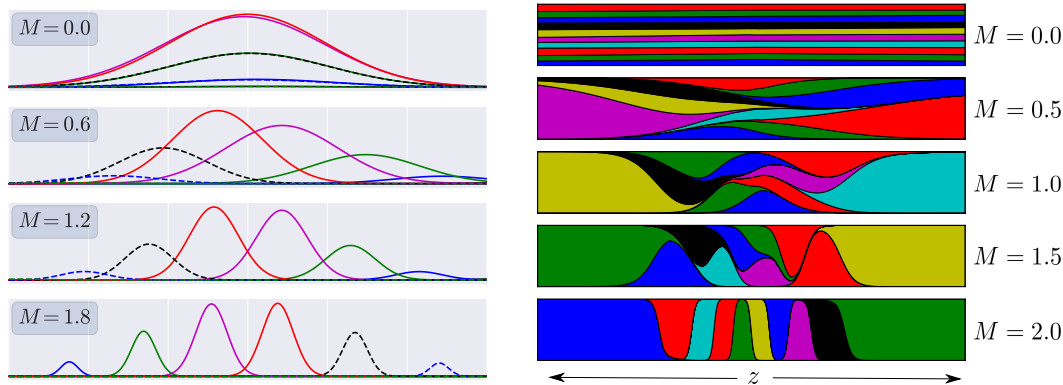 M = 0.0
M = 0.6
M = 1.2
M = 1.8
M = 0.0
M = 0.5
M = 1.0
M = 1.5
M = 2.0
z